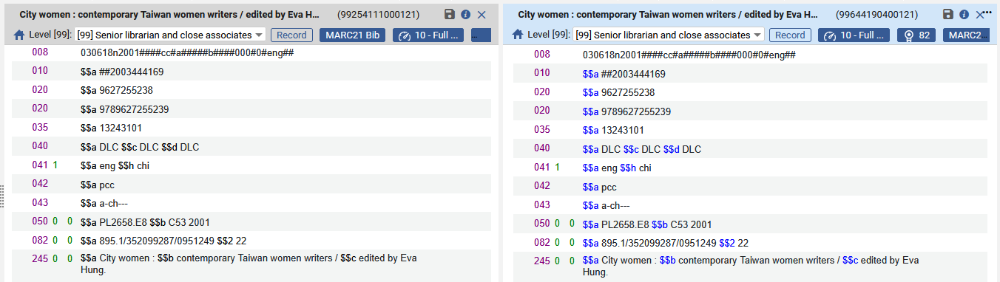 City women : contemporary Taiwan women writers / edited by Eva H... (99254111000121)
Level [99]: [99] Senior librarian and close associates Record MARC21 Bib 10 - Full ... ...
008 030618n2001####cc#a#####b####000#0#eng##
010 $$a ##2003444169
020 $$a 9627255238
020 $$a 9789627255239
035 $$a 13243101
040 $$a DLC $$c DLC $$d DLC
041 1 $$a eng $$h chi
042 $$a pcc
043 $$a a-ch---
050 0 0 $$a PL2658.E8 $$b C53 2001
082 0 0 $$a 895.1/352099287/0951249 $$2 22
245 0 0 $$a City women : $$b contemporary Taiwan women writers / $$c edited by Eva
Hung.
City women : contemporary Taiwan women writers / edited by Eva H... (99644190400121)
Level [99]: [99] Senior librarian and close associates Record 10 - Full ... 82 MARC2...
008 030618n2001####cc#a#####b####000#0#eng##
010 $$a ##2003444169
020 $$a 9627255238
020 $$a 9789627255239
035 $$a 13243101
040 $$a DLC $$c DLC $$d DLC
041 1 $$a eng $$h chi
042 $$a pcc
043 $$a a-ch---
050 0 0 $$a PL2658.E8 $$b C53 2001
082 0 0 $$a 895.1/352099287/0951249 $$2 22
245 0 0 $$a City women : $$b contemporary Taiwan women writers / $$c edited by Eva
Hung.